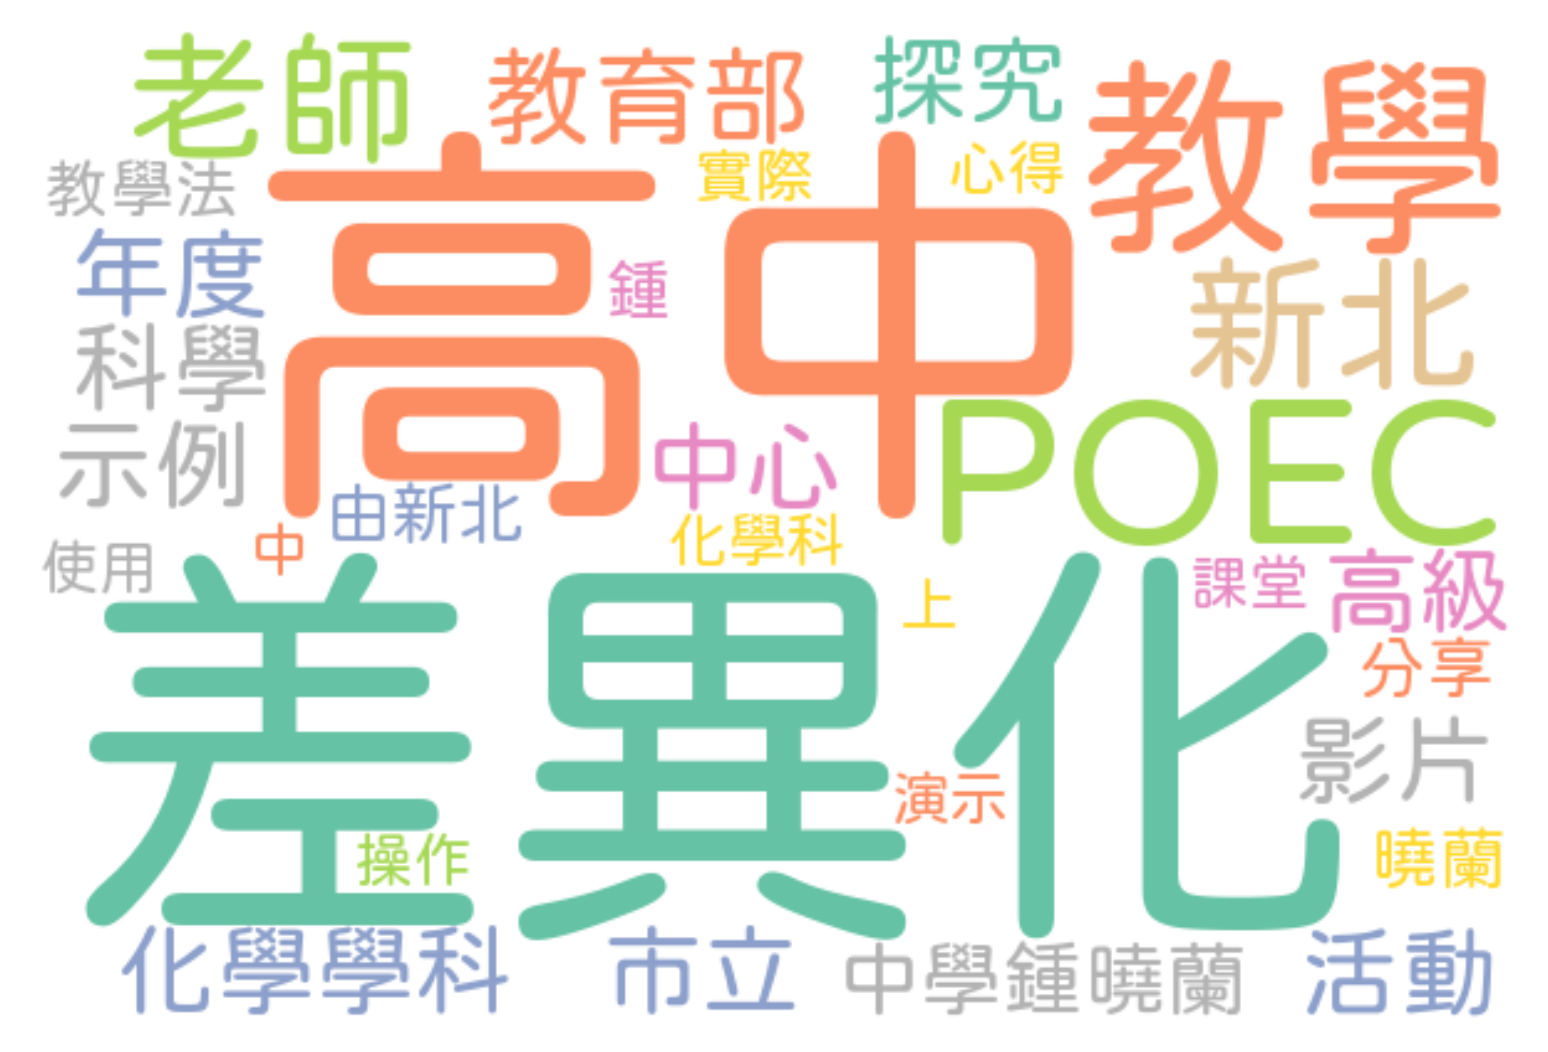 老師
教育部
探究
教學
教學法
實際
心得
高中
年度
鍾
新北
科學
示例
中心
POEC
由新北
化學科
中
使用
課堂
高級
上
差異化
分享
影片
演示
操作
曉蘭
化學學科
市立
中學鍾曉蘭
活動